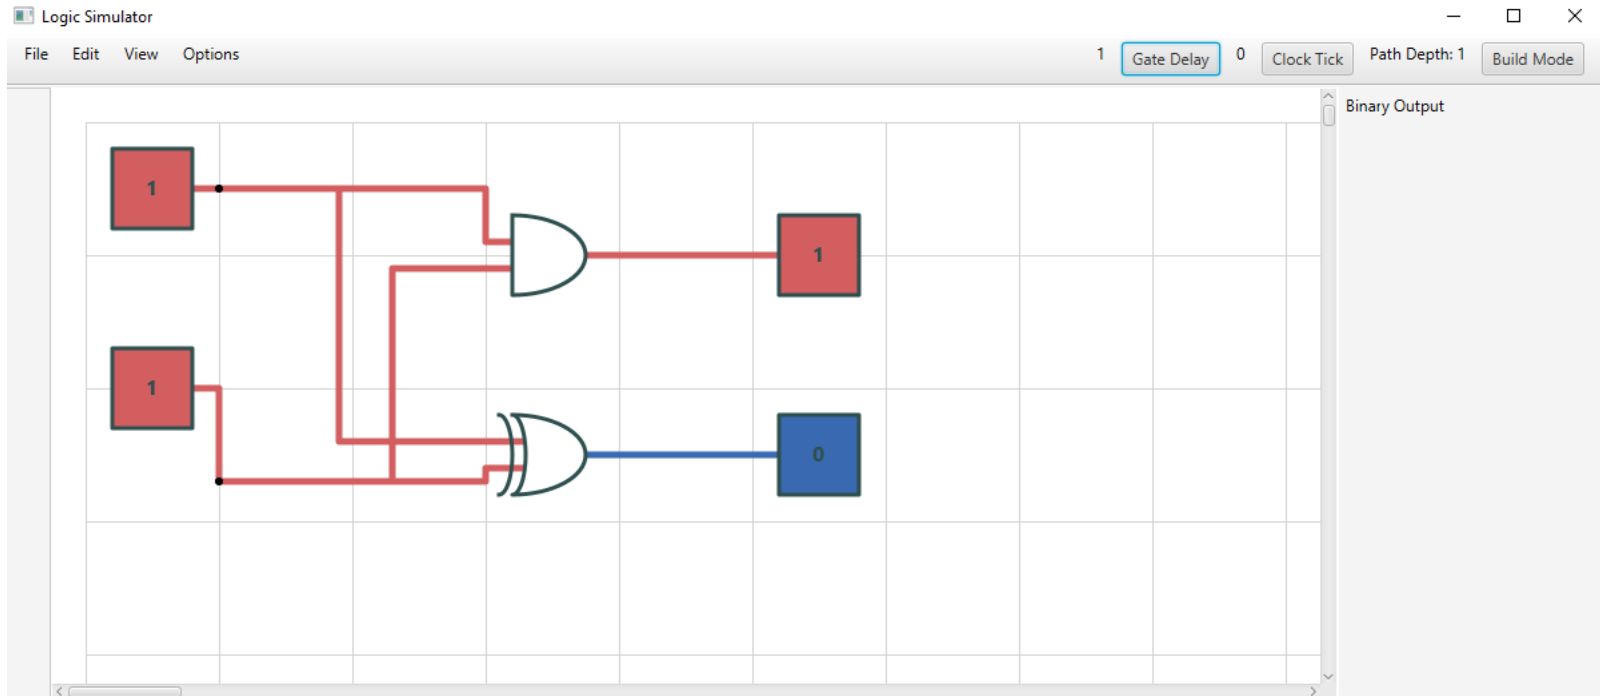 Logic Simulator
File Edit View Options 1 Gate Delay 0 Clock Tick Path Depth: 1 Build Mode
Binary Output
1
1
1
0